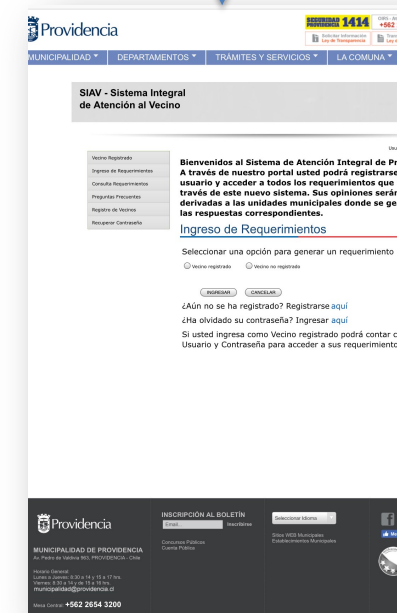 Providencia
SEGURIDAD PROVIDENCIA 1414
+562
Solicitar Información
Ley de Transparencia
MUNICIPALIDAD
DEPARTAMENTOS
TRÁMITES Y SERVICIOS
LA COMUNA
SIAV - Sistema Integral
de Atención al Vecino
Vecino Registrado
Ingreso de Requerimientos
Consulta Requerimientos
Preguntas Frecuentes
Registro de Vecinos
Recuperar Contraseña
Bienvenidos al Sistema de Atención Integral de Pr
A través de nuestro portal usted podrá registrarse
usuario y acceder a todos los requerimientos que
través de este nuevo sistema. Sus opiniones serán
derivadas a las unidades municipales donde se ge
las respuestas correspondientes.
Ingreso de Requerimientos
Seleccionar una opción para generar un requerimiento
Vecino registrado Vecino no registrado
INGRESAR CANCELAR
¿Aún no se ha registrado? Registrarse aquí
¿Ha olvidado su contraseña? Ingresar aquí
Si usted ingresa como Vecino registrado podrá contar c
Usuario y Contraseña para acceder a sus requerimiento
Providencia
MUNICIPALIDAD DE PROVIDENCIA
Av. Pedro de Valdivia 963, PROVIDENCIA - Chile
Horario General:
Lunes a Jueves: 8:30 a 14 y 15 a 17 hrs.
Viernes: 8:30 a 14 y de 15 a 16 hrs.
municipalidad@providencia.cl
Mesa Central: +562 2654 3200
INSCRIPCIÓN AL BOLETÍN
Email... Inscribirse
Concursos Públicos
Cuenta Pública
Seleccionar Idioma
Sitios WEB Municipales
Establecimientos Municipales